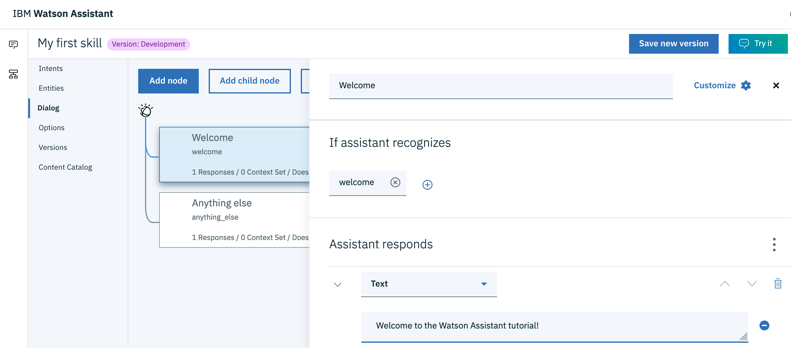 IBM Watson Assistant
My first skill Version: Development
Save new version
Try it
Intents
Entities
Dialog
Options
Versions
Content Catalog
Add node
Add child node
Welcome
welcome
1 Responses / 0 Context Set / Does
Anything else
anything_else
1 Responses / 0 Context Set / Does
Welcome
Customize
If assistant recognizes
welcome
Assistant responds
Text
Welcome to the Watson Assistant tutorial!